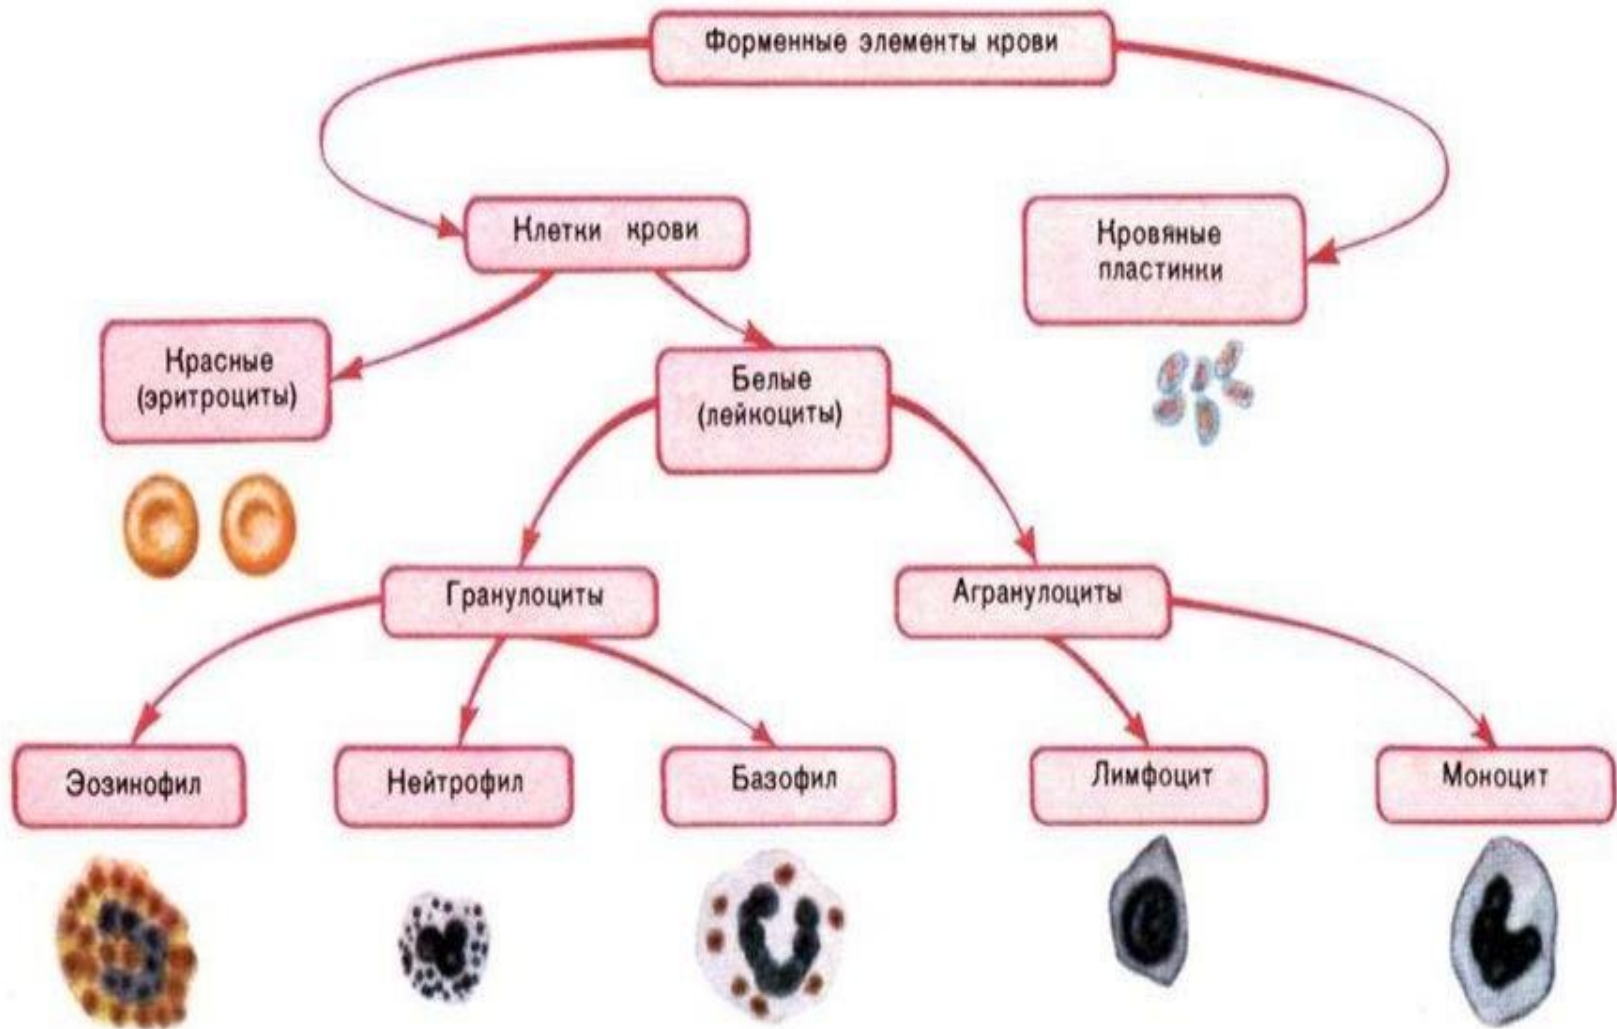 Форменные элементы крови
Клетки крови
Кровяные
пластинки
Красные
(эритроциты)
Белые
(лейкоциты)
Гранулоциты
Агранулоциты
Эозинофил
Нейтрофил
Базофил
Лимфоцит
Моноцит